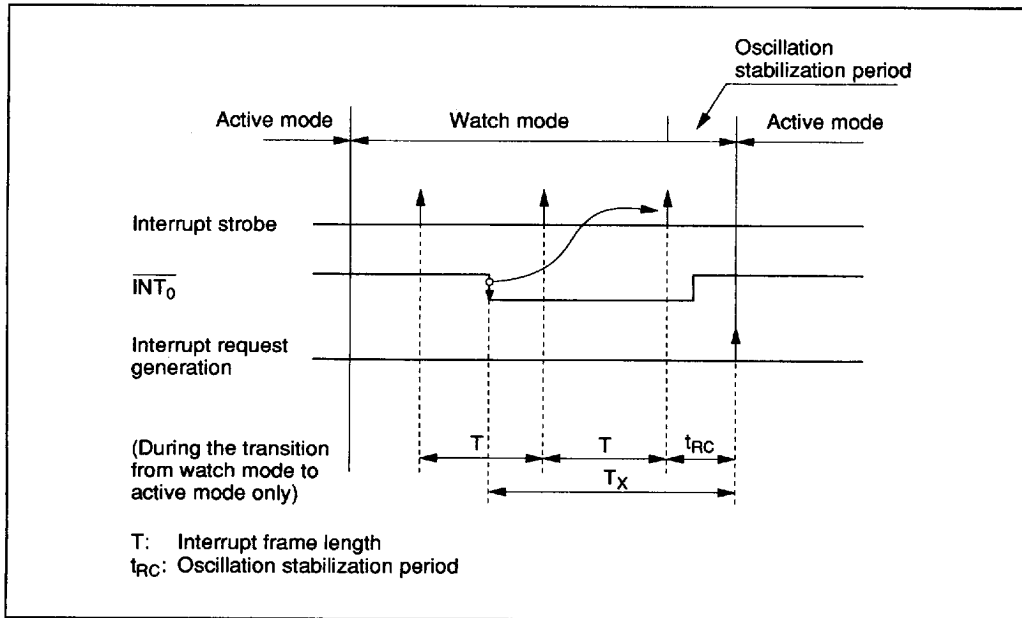 Oscillation
stabilization period
Active mode
Watch mode
Active mode
Interrupt strobe
INT0
Interrupt request
generation
(During the transition
from watch mode to
active mode only)
T
T
tRC
TX
T: Interrupt frame length
tRC: Oscillation stabilization period